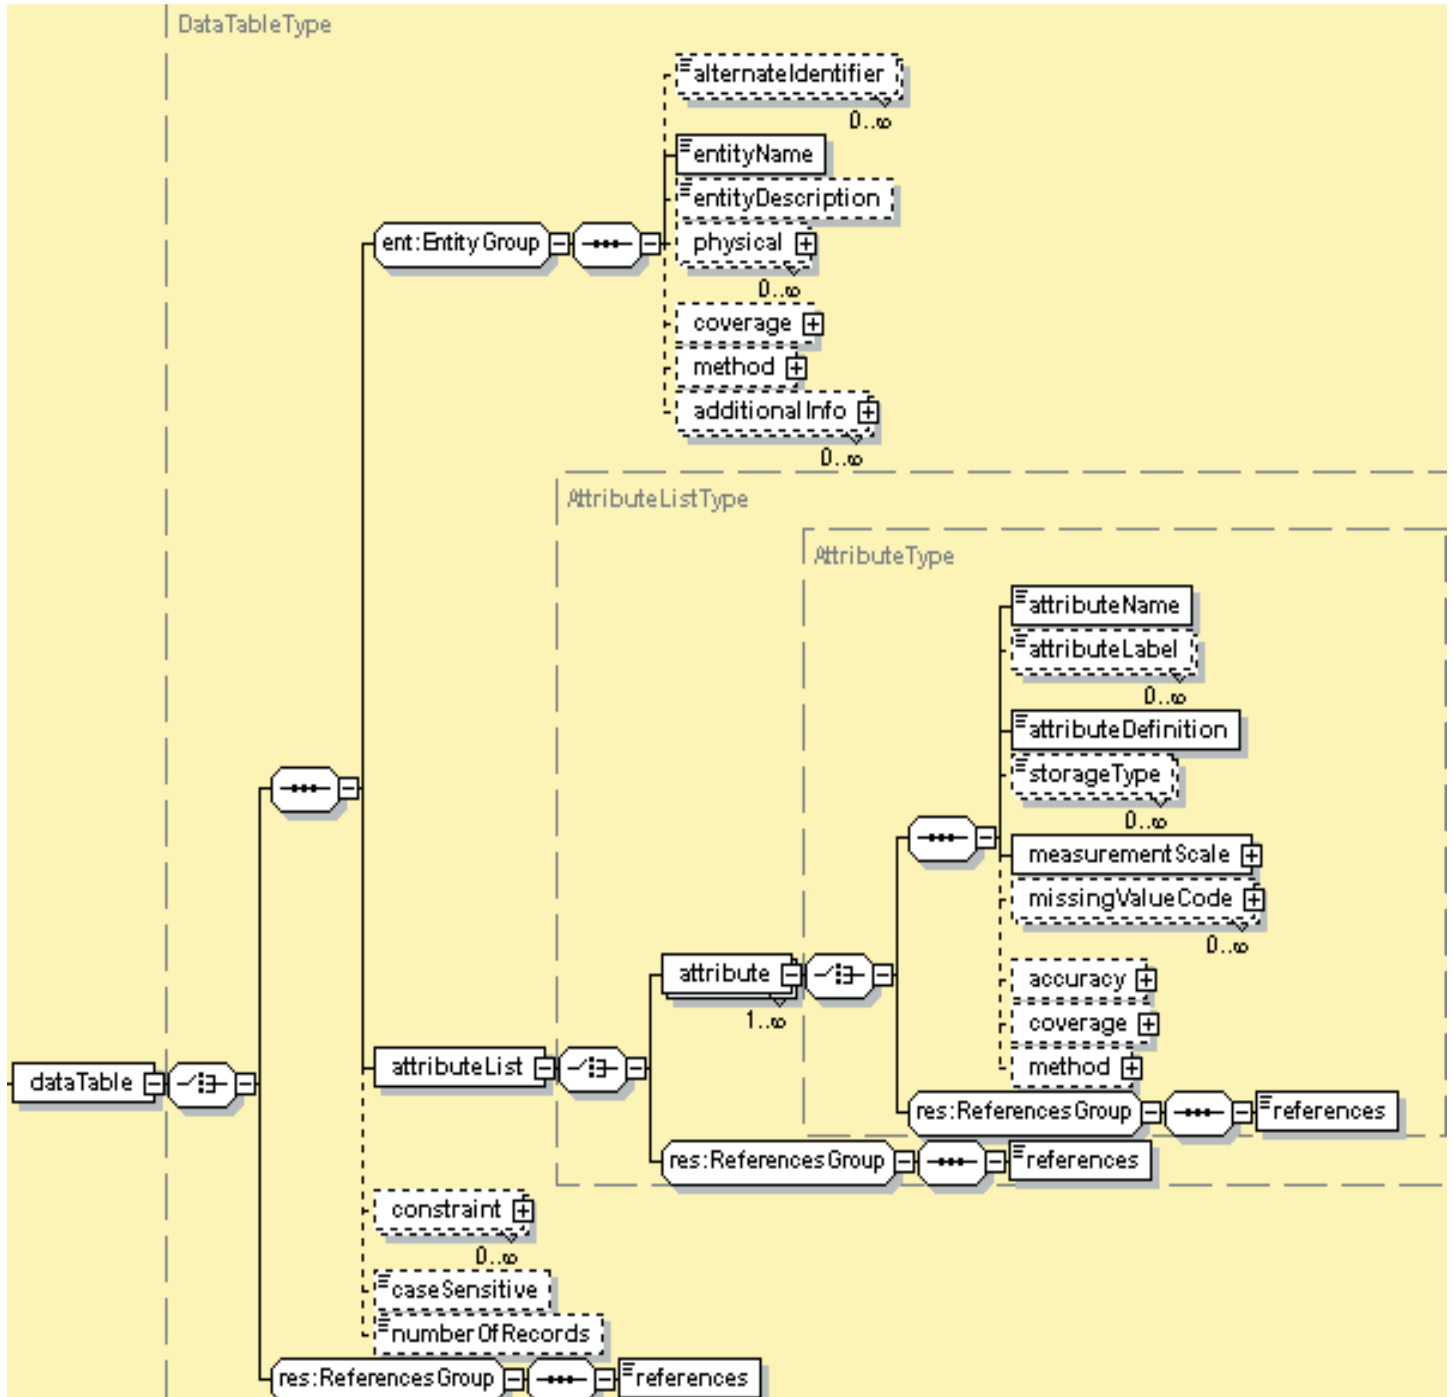 DataTableType
alternateIdentifier
0..∞
entityName
entityDescription
ent:EntityGroup
physical
0..∞
coverage
method
additionalInfo
0..∞
AttributeListType
AttributeType
attributeName
attributeLabel
0..∞
attributeDefinition
storageType
0..∞
measurementScale
missingValueCode
0..∞
attribute
1..∞
accuracy
coverage
method
dataTable
attributeList
res:ReferencesGroup
references
res:ReferencesGroup
references
constraint
0..∞
caseSensitive
numberOfRecords
res:ReferencesGroup
references